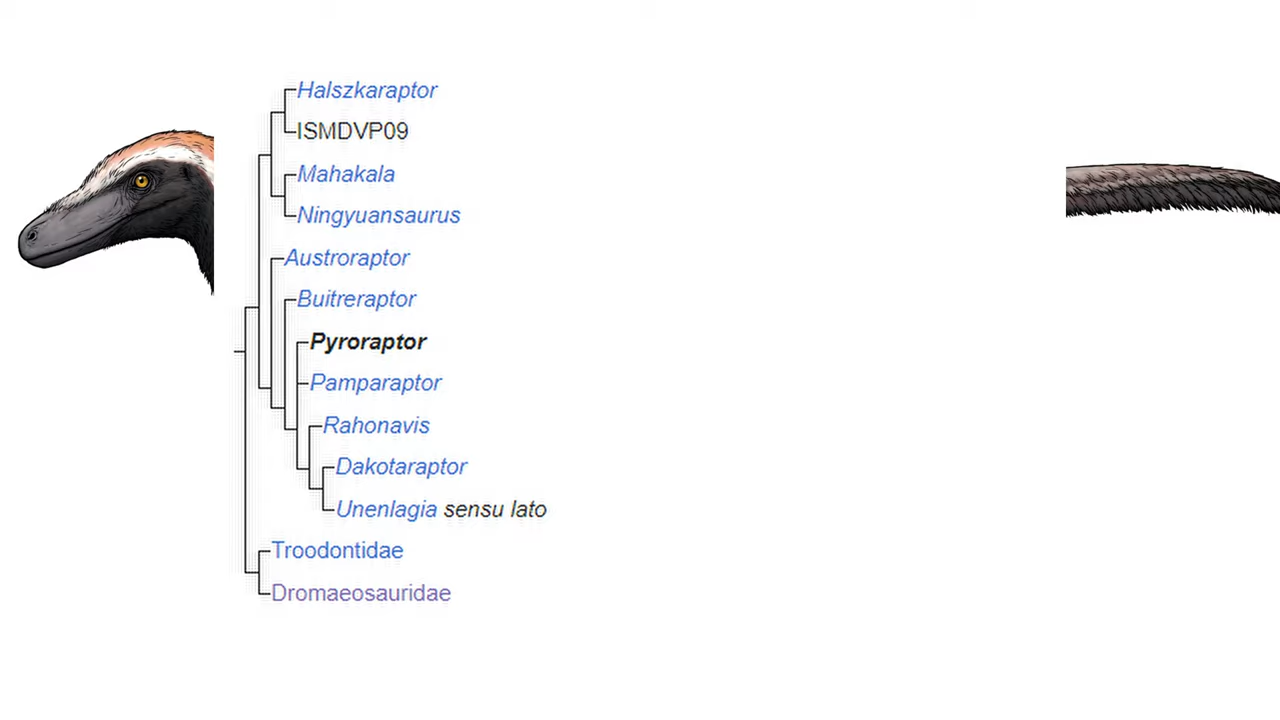 Halszkaraptor
ISMDVP09
Mahakala
Ningyuansaurus
Austroraptor
Buitreraptor
Pyroraptor
Pamparaptor
Rahonavis
Dakotaraptor
Unenlagia sensu lato
Troodontidae
Dromaeosauridae